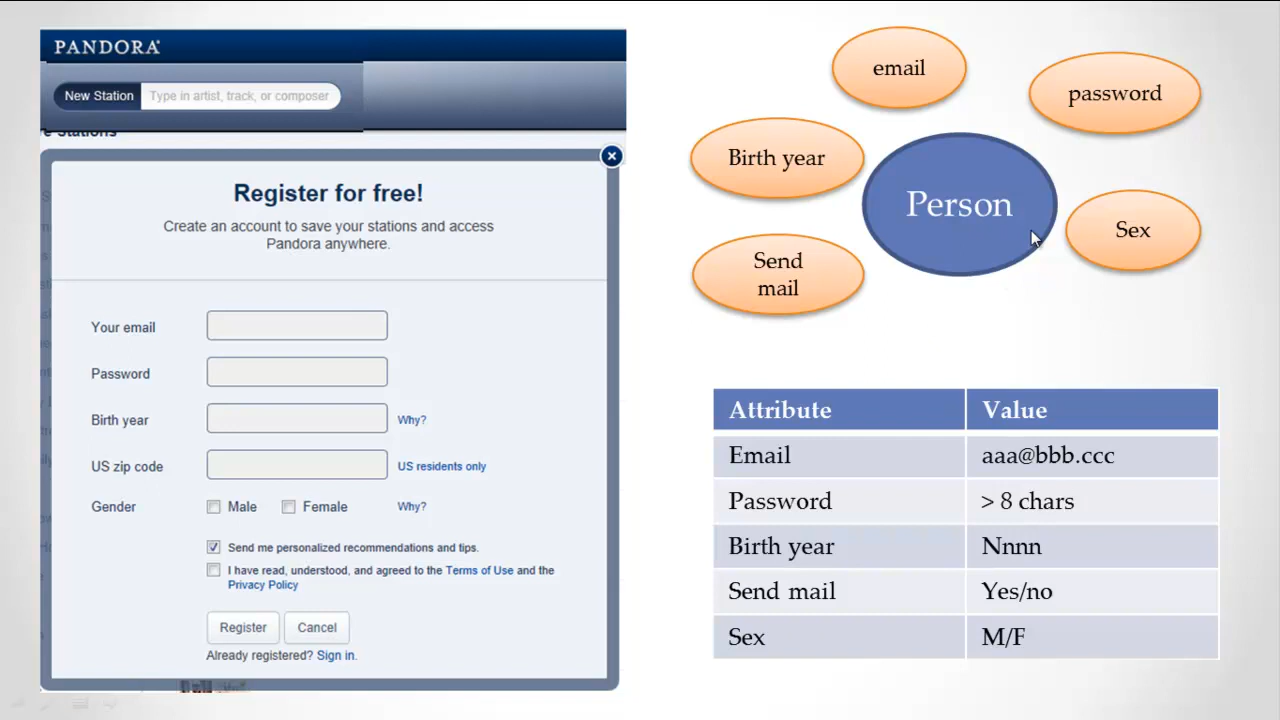 PANDORA
New Station Type in artist, track, or composer
e Stations
Register for free!
Create an account to save your stations and access
Pandora anywhere.
Your email
Password
Birth year Why?
US zip code US residents only
Gender Male Female Why?
Send me personalized recommendations and tips.
I have read, understood, and agreed to the Terms of Use and the
Privacy Policy
Register Cancel
Already registered? Sign in.
email
password
Birth year
Person
Sex
Send
mail
Attribute Value
Email aaa@bbb.ccc
Password > 8 chars
Birth year Nnnn
Send mail Yes/no
Sex M/F